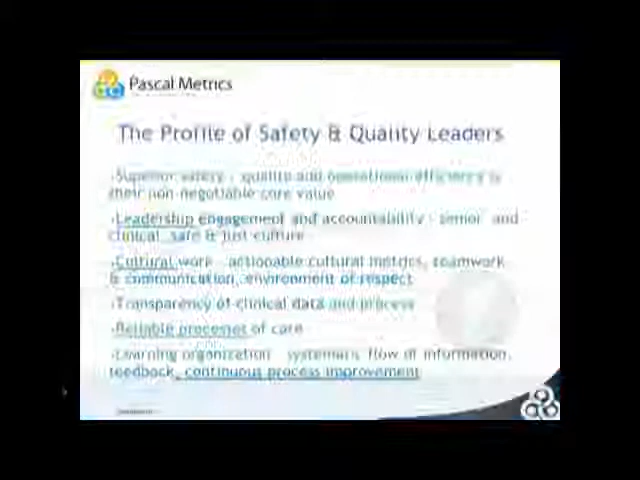 Pascal Metrics
The Profile of Safety & Quality Leaders
Superior safety - quality and operational efficiency is
their non-negotiable core value
Leadership engagement and accountability - senior and
clinical, safe & just culture
Cultural work - actionable cultural metrics, teamwork
& communication, environment of respect
Transparency of clinical data and process
Reliable processes of care
Learning organization - systematic flow of information,
feedback, continuous process improvement